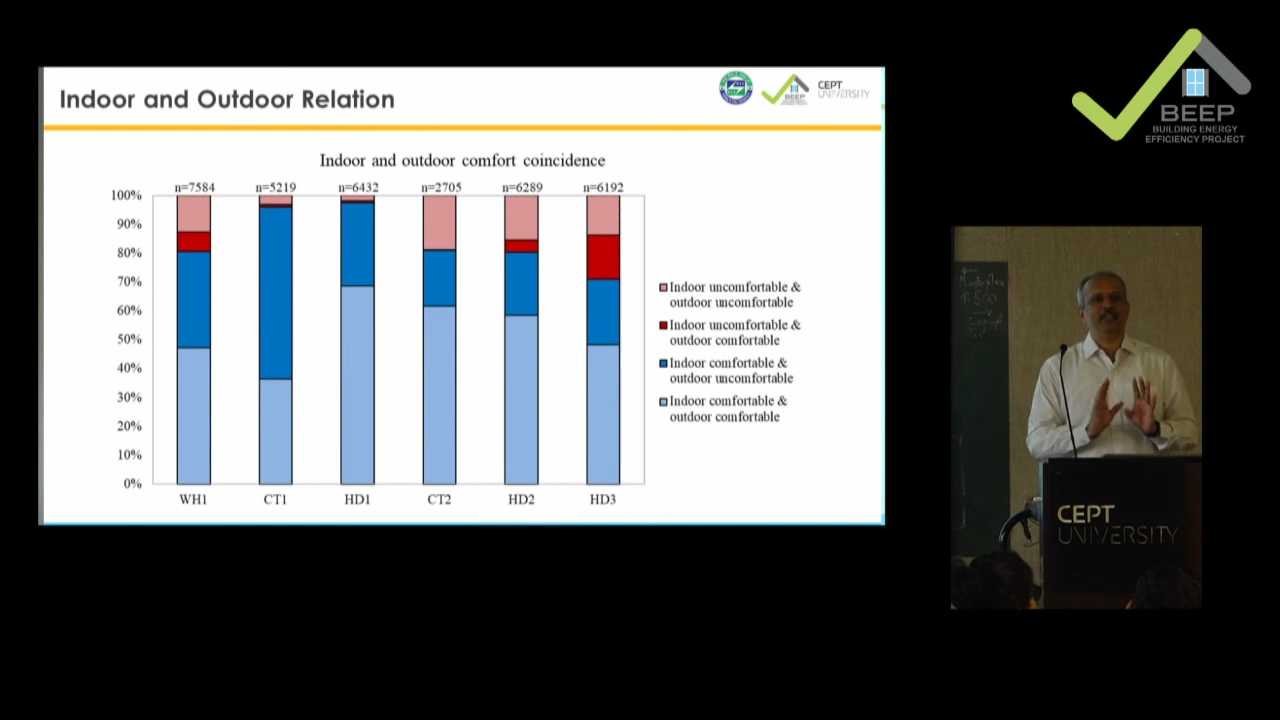 Indoor and Outdoor Relation
BEEP
CEPT
UNIVERSITY
Indoor and outdoor comfort coincidence
n=7584
n=5219
n=6432
n=2705
n=6289
n=6192
100%
90%
80%
70%
60%
50%
40%
30%
20%
10%
0%
WH1
CT1
HD1
CT2
HD2
HD3
Indoor uncomfortable &
outdoor uncomfortable
Indoor uncomfortable &
outdoor comfortable
Indoor comfortable &
outdoor uncomfortable
Indoor comfortable &
outdoor comfortable
BEEP
BUILDING ENERGY
EFFICIENCY PROJECT
CEPT
UNIVERSITY